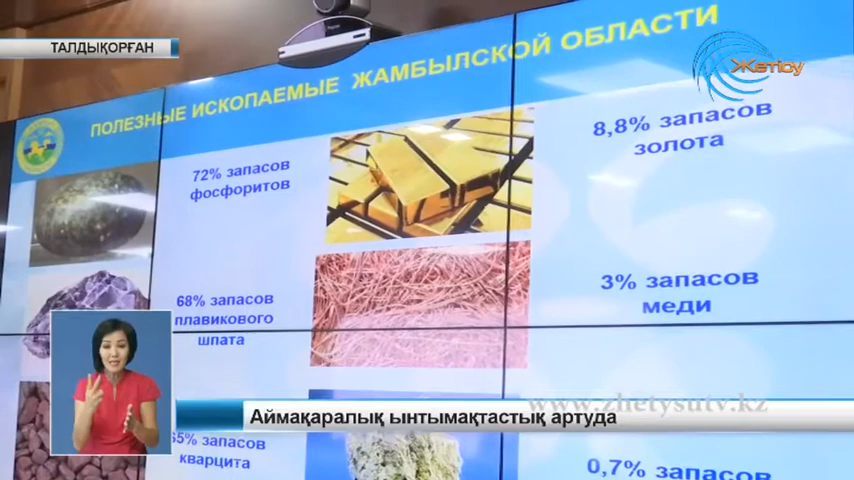 ТАЛДЫҚОРҒАН
Жетісу
ПОЛЕЗНЫЕ ИСКОПАЕМЫЕ ЖАМБЫЛСКОЙ ОБЛАСТИ
72% запасов
фосфоритов
8,8% запасов
золота
68% запасов
плавикового
шпата
3% запасов
меди
www.zhetysutv.kz
Аймақаралық ынтымақтастық артуда
65% запасов
кварцита
0,7% запасов